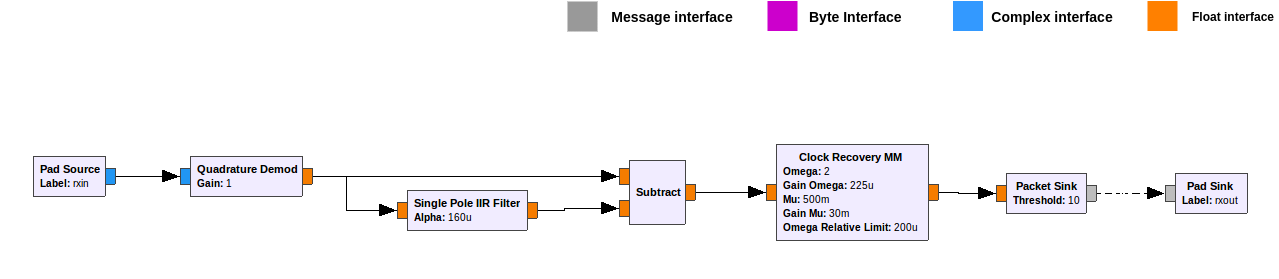 Message interface
Byte Interface
Complex interface
Float interface
Pad Source
Label: rxin
Quadrature Demod
Gain: 1
Single Pole IIR Filter
Alpha: 160u
Subtract
Clock Recovery MM
Omega: 2
Gain Omega: 225u
Mu: 500m
Gain Mu: 30m
Omega Relative Limit: 200u
Packet Sink
Threshold: 10
Pad Sink
Label: rxout